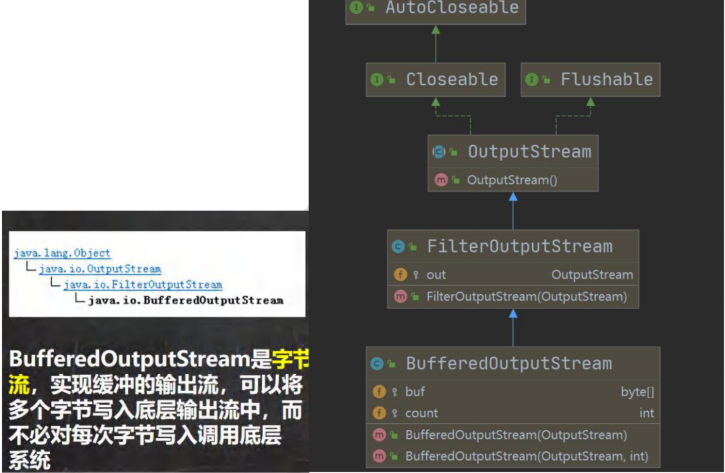 java.lang.Object
java.io.OutputStream
java.io.FilterOutputStream
java.io.BufferedOutputStream
BufferedOutputStream是字节
流，实现缓冲的输出流，可以将
多个字节写入底层输出流中，而
不必对每次字节写入调用底层
系统
AutoCloseable
Closeable
Flushable
OutputStream
OutputStream()
FilterOutputStream
out OutputStream
FilterOutputStream(OutputStream)
BufferedOutputStream
buf byte[]
count int
BufferedOutputStream(OutputStream)
BufferedOutputStream(OutputStream, int)